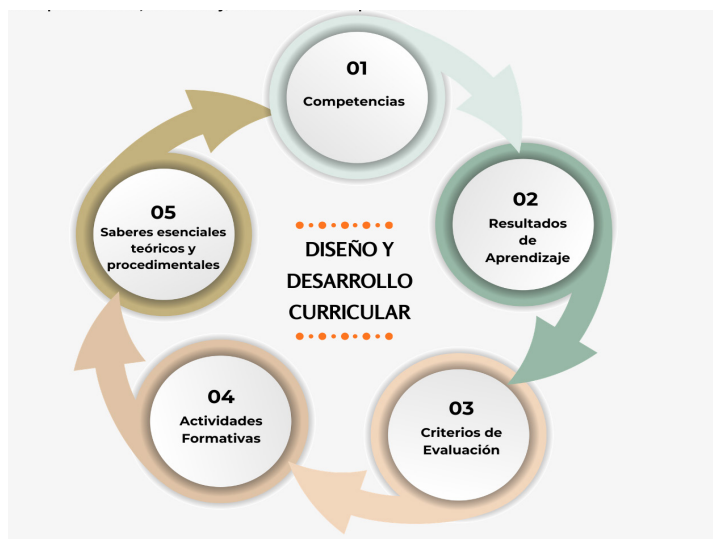 01
Competencias
02
Resultados
de
Aprendizaje
03
Criterios de
Evaluación
04
Actividades
Formativas
05
Saberes esenciales
teóricos y
procedimentales
DISEÑO Y
DESARROLLO
CURRICULAR